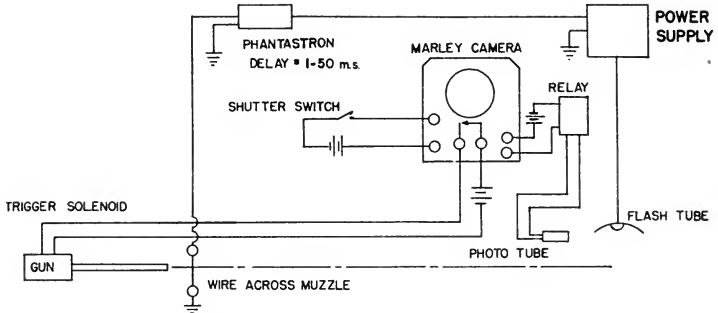 POWER
SUPPLY
PHANTASTRON
DELAY = 1-50 m.s.
MARLEY CAMERA
RELAY
SHUTTER SWITCH
TRIGGER SOLENOID
FLASH TUBE
PHOTO TUBE
GUN
WIRE ACROSS MUZZLE